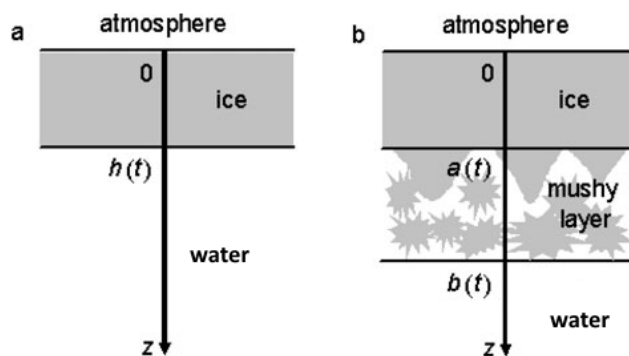 a
atmosphere
0
ice
h(t)
water
z
b
atmosphere
0
ice
a(t)
mushy
layer
b(t)
water
z